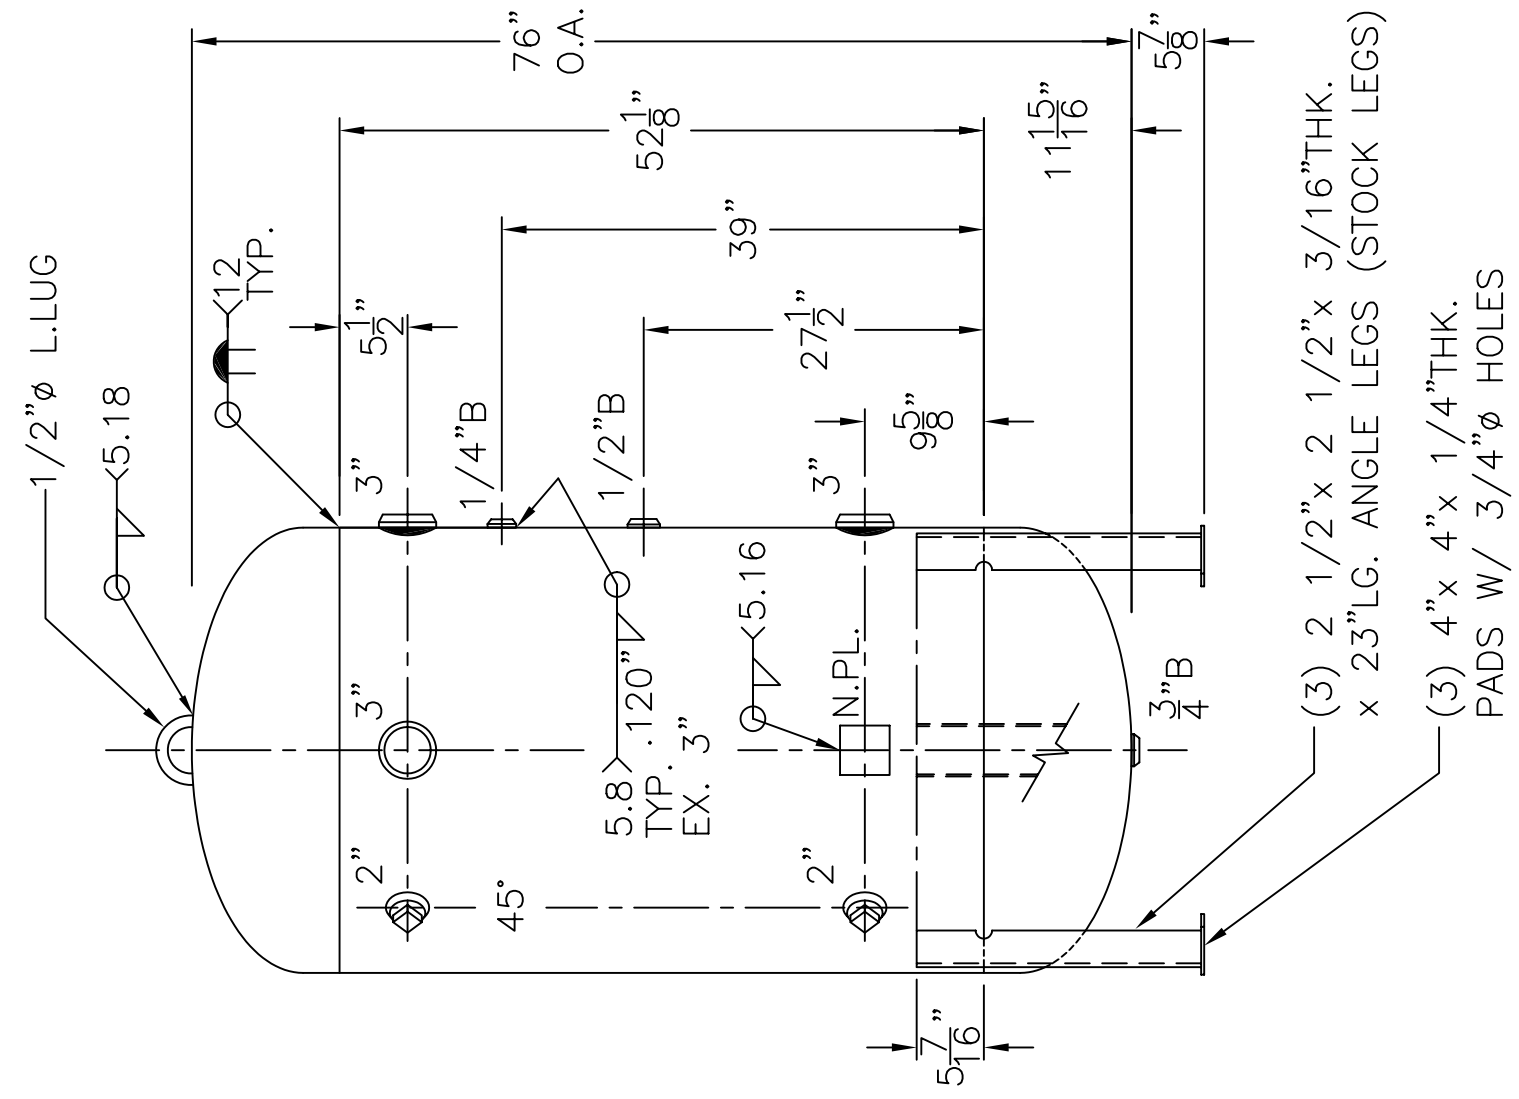 1/2"ø L.LUG
5.18
12
TYP.
76"
O.A.
5 1/2"
52 1/8"
39"
27 1/2"
9 5/8"
11 15/16"
5 7/8"
3"
1/4"B
1/2"B
3"
3"
5.8 .120"
TYP.
EX. 3"
5.16
N.PL.
2"
45°
2"
3/4"B
5 7/16"
(3) 2 1/2"x 2 1/2"x 3/16"THK.
x 23"LG. ANGLE LEGS (STOCK LEGS)
(3) 4"x 4"x 1/4"THK.
PADS W/ 3/4"ø HOLES